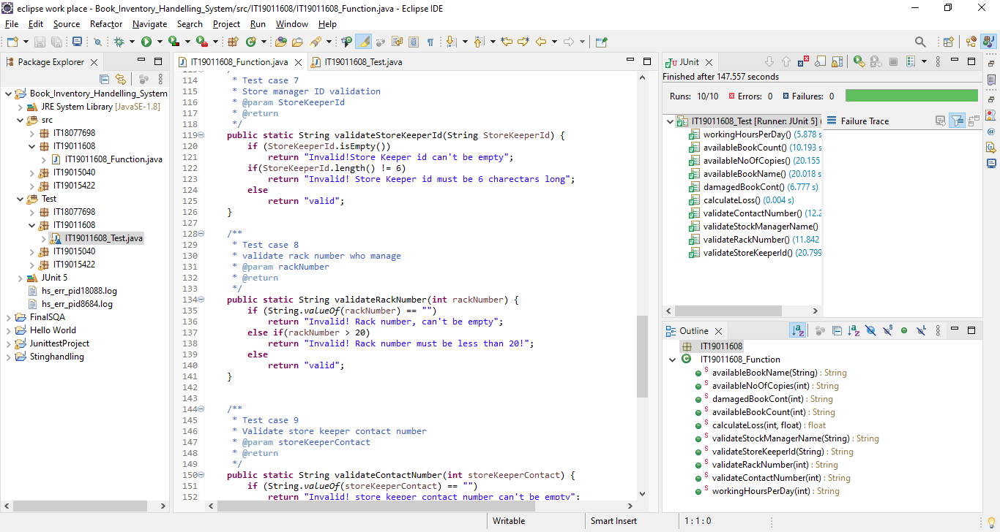 eclipse work place - Book_Inventory_Handelling_System/src/IT19011608/IT19011608_Function.java - Eclipse IDE
File Edit Source Refactor Navigate Search Project Run Window Help
Package Explorer
Book_Inventory_Handelling_System
JRE System Library [JavaSE-1.8]
src
IT18077698
IT19011608
IT19011608_Function.java
IT19015040
IT19015422
Test
IT18077698
IT19011608
IT19011608_Test.java
IT19015040
IT19015422
JUnit 5
hs_err_pid18088.log
hs_err_pid8684.log
FinalSQA
Hello World
JunittestProject
Stinghandling
IT19011608_Function.java IT19011608_Test.java
114 * Test case 7
115 * Store manager ID validation
116 * @param StoreKeeperId
117 * @return
118 */
119 public static String validateStoreKeeperId(String StoreKeeperId) {
120 if (StoreKeeperId.isEmpty())
121 return "Invalid!Store Keeper id can't be empty";
122 if(StoreKeeperId.length() != 6)
123 return "Invalid! Store Keeper id must be 6 charectars long";
124 else
125 return "valid";
126 }
127
128 /**
129 * Test case 8
130 * validate rack number who manage
131 * @param rackNumber
132 * @return
133 */
134 public static String validateRackNumber(int rackNumber) {
135 if (String.valueOf(rackNumber) == "")
136 return "Invalid! Rack number, can't be empty";
137 else if(rackNumber > 20)
138 return "Invalid! Rack number must be less than 20!";
139 else
140 return "valid";
141 }
142
143
144 /**
145 * Test case 9
146 * Validate store keeper contact number
147 * @param storeKeeperContact
148 * @return
149 */
150 public static String validateContactNumber(int storeKeeperContact) {
151 if (String.valueOf(storeKeeperContact) == "")
152 return "Invalid! store keeper contact number can't be empty";
JUnit
Finished after 147.557 seconds
Runs: 10/10 Errors: 0 Failures: 0
IT19011608_Test [Runner: JUnit 5] (
workingHoursPerDay() (5.878 s
availableBookCount() (10.193 s
availableNoOfCopies() (20.155
availableBookName() (20.018 s
damagedBookCont() (6.777 s)
calculateLoss() (0.004 s)
validateContactNumber() (12.2
validateStockManagerName()
validateRackNumber() (11.842
validateStoreKeeperId() (20.799
Failure Trace
Outline
IT19011608
IT19011608_Function
availableBookName(String) : String
availableNoOfCopies(int) : String
damagedBookCont(int) : String
availableBookCount(int) : String
calculateLoss(int, float) : float
validateStockManagerName(String) : String
validateStoreKeeperId(String) : String
validateRackNumber(int) : String
validateContactNumber(int) : String
workingHoursPerDay(int) : String
Writable Smart Insert 1 : 1 : 0